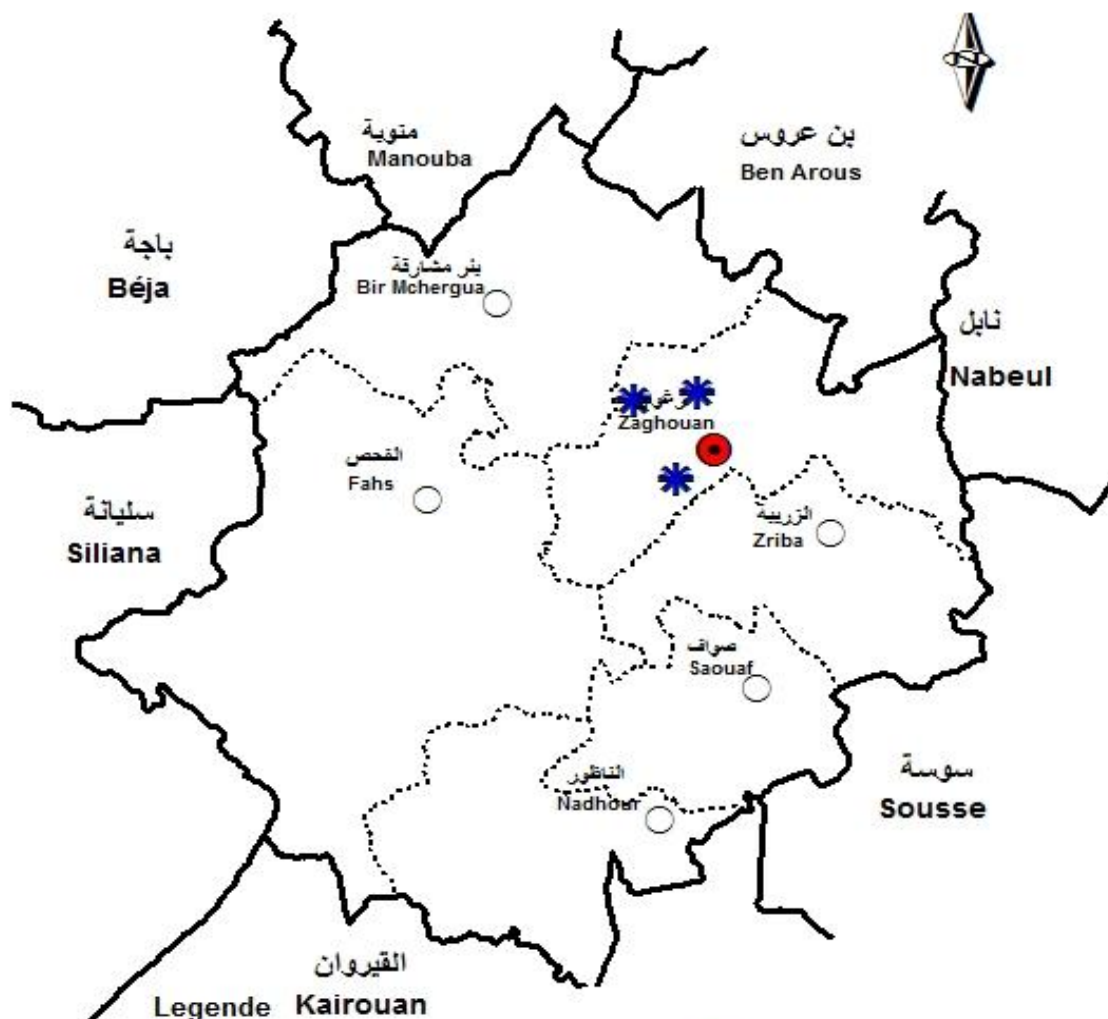 N
منوبة
Manouba
بن عروس
Ben Arous
باجة
Béja
بئر مشارقة
Bir Mchergua
نابل
Nabeul
Zaghouan
الفحص
Fahs
سليانة
Siliana
الزريبة
Zriba
صواف
Saouaf
سوسة
Sousse
الناظور
Nadhour
القيروان
Kairouan
Legende